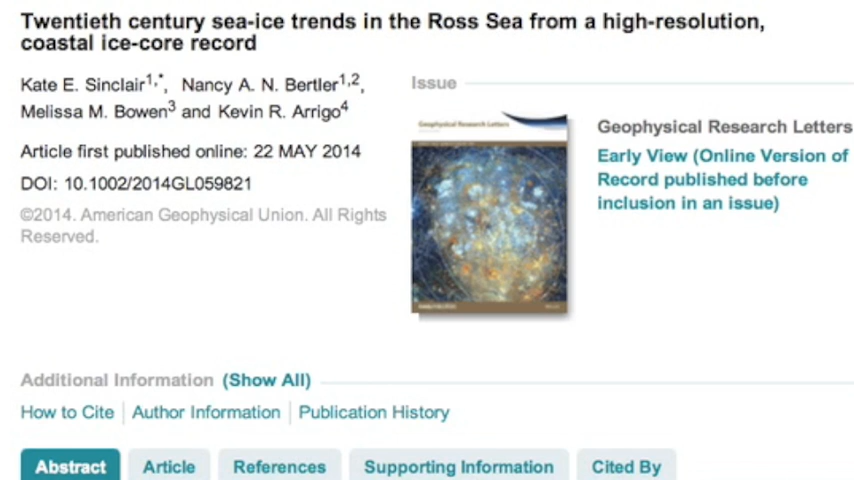 Twentieth century sea-ice trends in the Ross Sea from a high-resolution,
coastal ice-core record
Kate E. Sinclair1,*, Nancy A. N. Bertler1,2,
Melissa M. Bowen3 and Kevin R. Arrigo4
Article first published online: 22 MAY 2014
DOI: 10.1002/2014GL059821
©2014. American Geophysical Union. All Rights
Reserved.
Issue
Geophysical Research Letters
Geophysical Research Letters
Early View (Online Version of
Record published before
inclusion in an issue)
Additional Information (Show All)
How to Cite
Author Information
Publication History
Abstract
Article
References
Supporting Information
Cited By